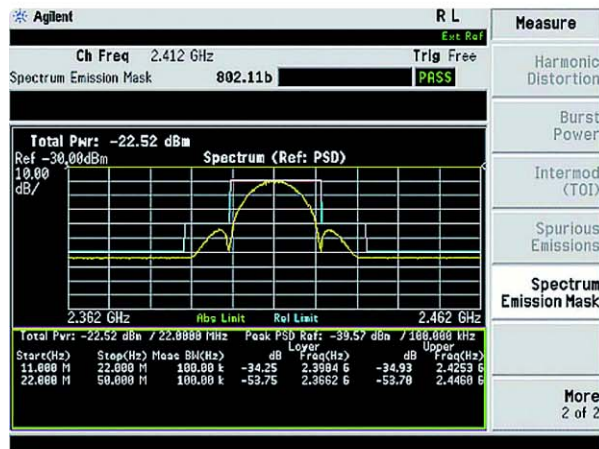 Agilent
R L
Ext Ref
Measure
Ch Freq 2.412 GHz
Trig Free
Spectrum Emission Mask 802.11b
PASS
Harmonic
Distortion
Burst
Power
Total Pwr: -22.52 dBm
Ref -30.00dBm
Spectrum (Ref: PSD)
10.00
dB/
Intermod
(TOI)
Spurious
Emissions
Spectrum
Emission Mask
2.362 GHz
Abs Limit
Rel Limit
2.462 GHz
Total Pwr: -22.52 dBm / 22.0000 MHz Peak PSD Ref: -39.57 dBm / 100.000 kHz
Lower Upper
Start(Hz) Stop(Hz) Meas BW(Hz) dB Freq(Hz) dB Freq(Hz)
11.000 M 22.000 M 100.00 k -34.25 2.3984 G -34.93 2.4253 G
22.000 M 50.000 M 100.00 k -53.75 2.3662 G -53.70 2.4460 G
More
2 of 2